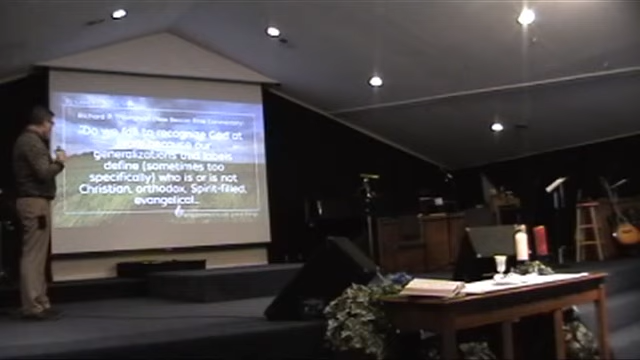 Richard P. Thompson (New Beacon Bible Commentary)
"Do we fail to recognize God at
work because our
generalizations and labels
define (sometimes too
specifically) who is or is not
Christian, orthodox, Spirit-filled,
evangelical...